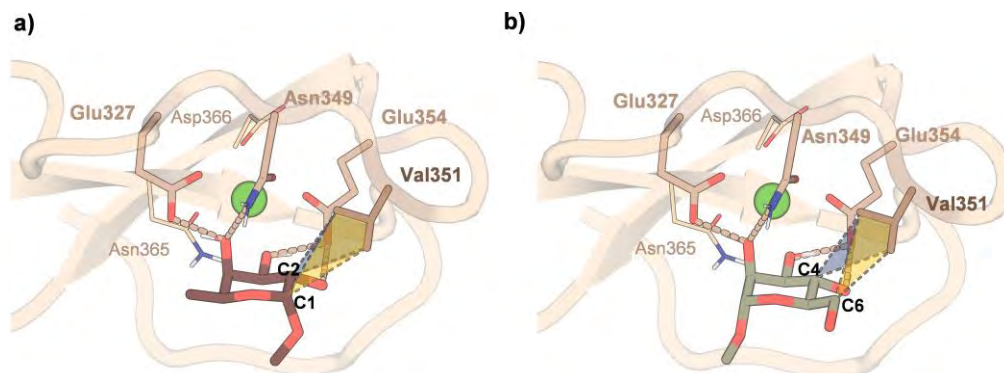 a)
Glu327
Asp366
Asn349
Glu354
Val351
Asn365
C2
C1
b)
Glu327
Asp366
Asn349
Glu354
Val351
Asn365
C4
C6